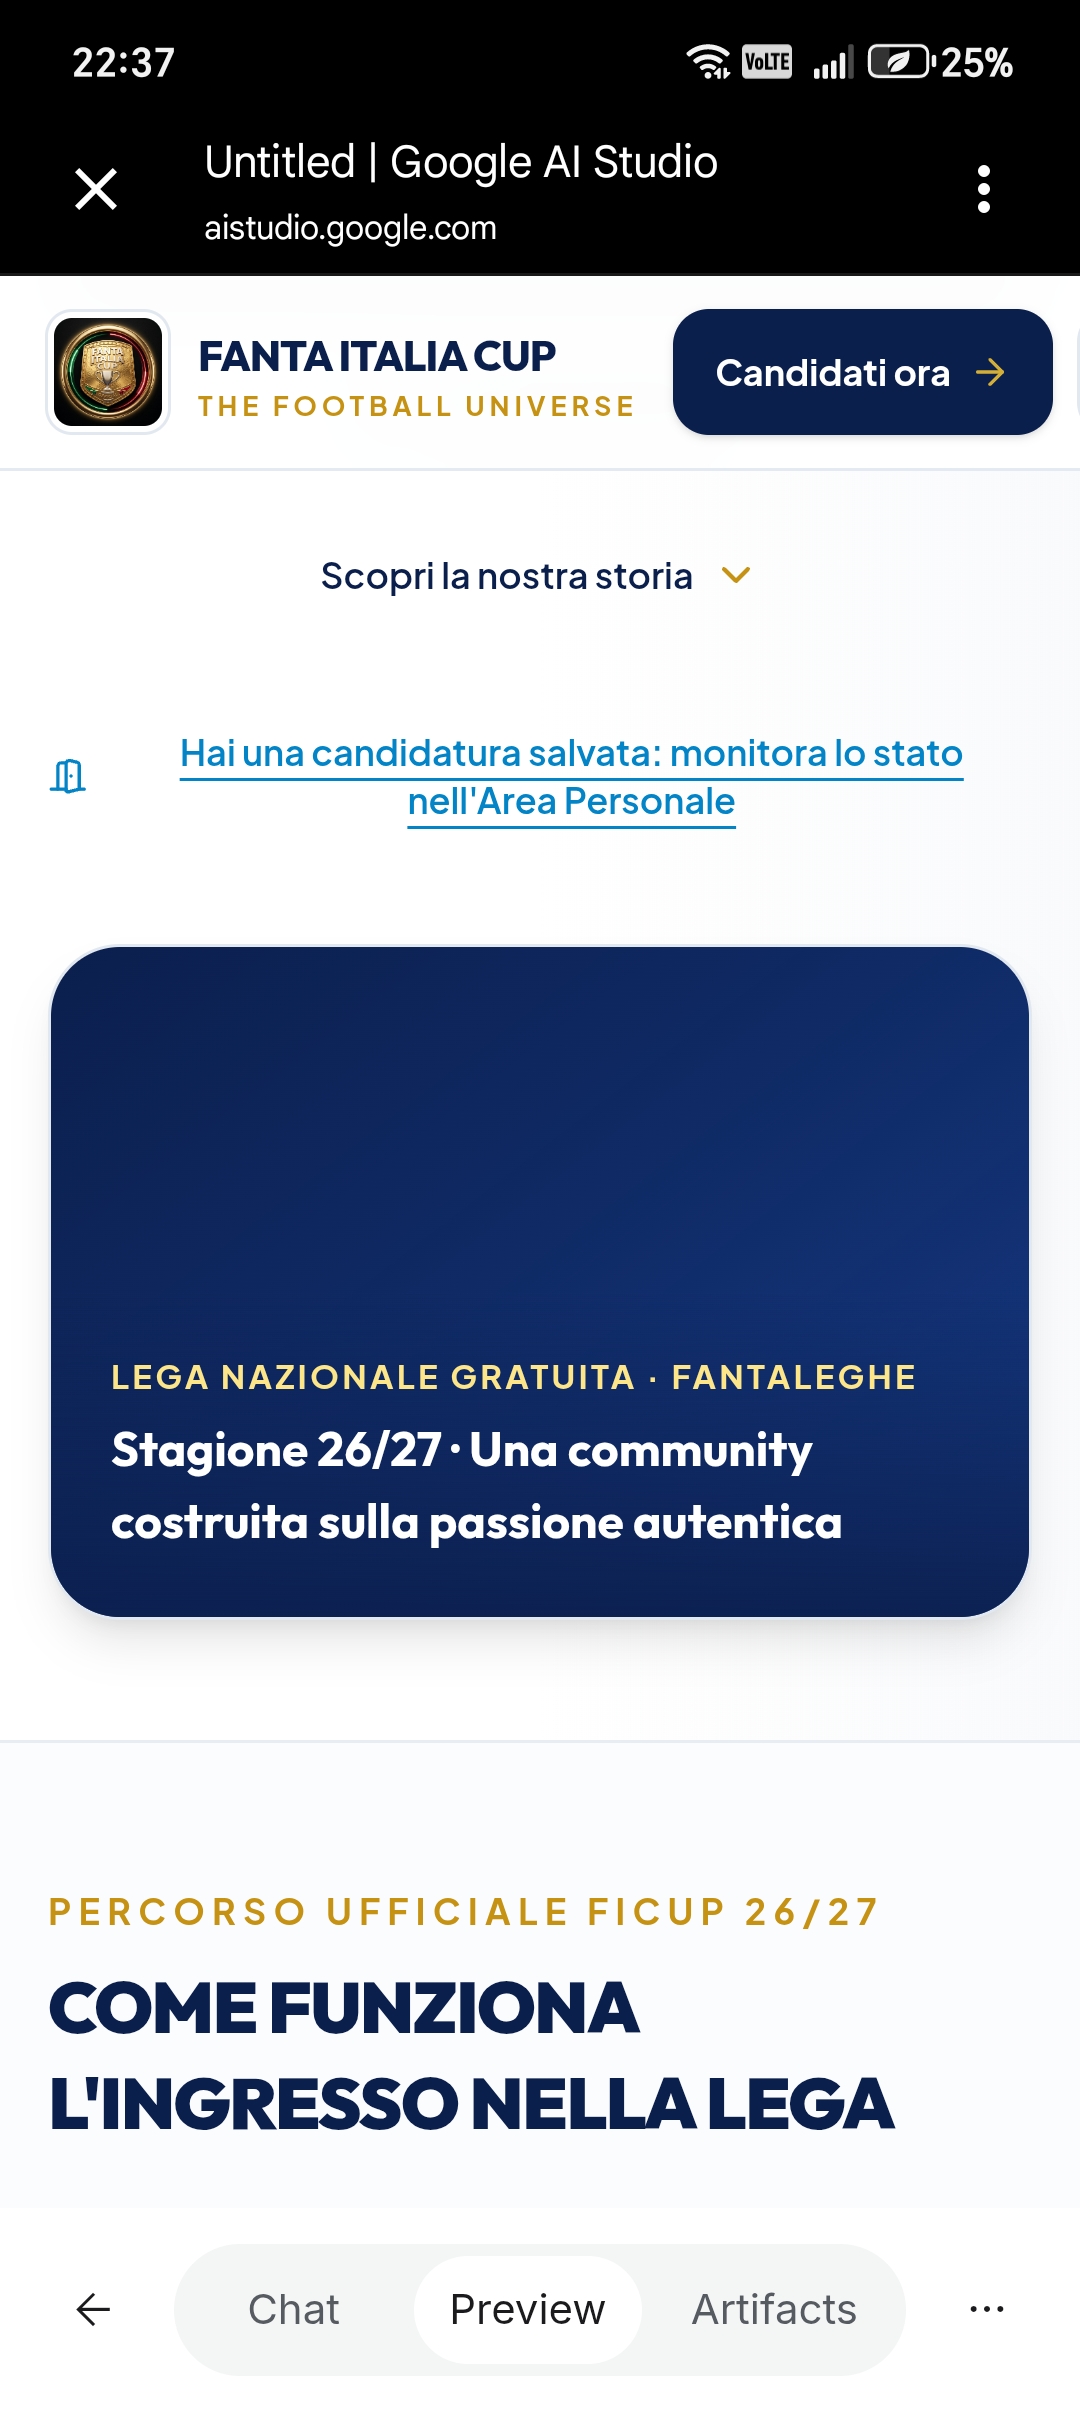 22:37
VoLTE
25%
Untitled | Google AI Studio
aistudio.google.com
FANTA ITALIA CUP
FANTA ITALIA CUP
THE FOOTBALL UNIVERSE
Candidati ora
Scopri la nostra storia
Hai una candidatura salvata: monitora lo stato
nell'Area Personale
LEGA NAZIONALE GRATUITA · FANTALEGHE
Stagione 26/27 · Una community
costruita sulla passione autentica
PERCORSO UFFICIALE FICUP 26/27
COME FUNZIONA
L'INGRESSO NELLA LEGA
Chat
Preview
Artifacts